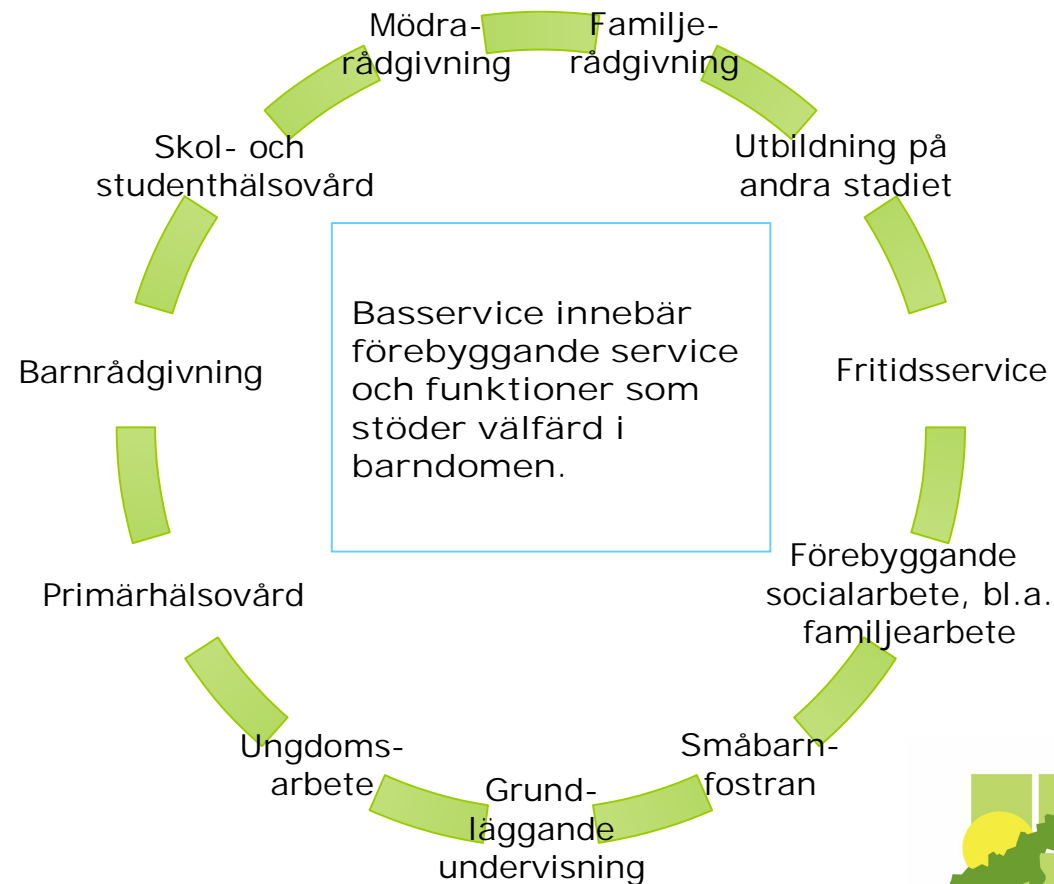 Mödra-
rådgivning
Familje-
rådgivning
Utbildning på
andra stadiet
Fritidsservice
Förebyggande
socialarbete, bl.a.
familjearbete
Småbarn-
fostran
Grund-
läggande
undervisning
Ungdoms-
arbete
Primärhälsovård
Barnrådgivning
Skol- och
studenthälsovård
Basservice innebär
förebyggande service
och funktioner som
stöder välfärd i
barndomen.